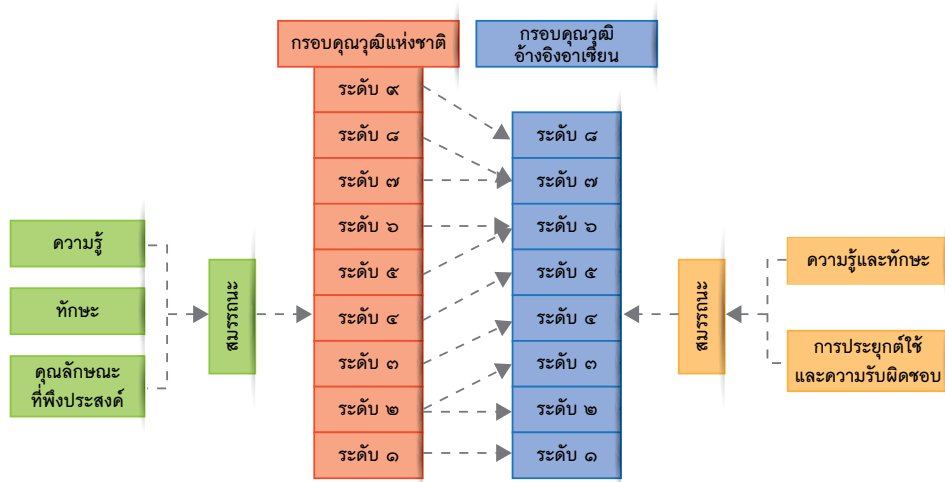 กรอบคุณวุฒิแห่งชาติ
กรอบคุณวุฒิ
อ้างอิงอาเซียน
ระดับ ๙
ระดับ ๘
ระดับ ๗
ระดับ ๖
ระดับ ๕
ระดับ ๔
ระดับ ๓
ระดับ ๒
ระดับ ๑
ระดับ ๘
ระดับ ๗
ระดับ ๖
ระดับ ๕
ระดับ ๔
ระดับ ๓
ระดับ ๒
ระดับ ๑
ความรู้
ทักษะ
คุณลักษณะ
ที่พึงประสงค์
สมรรถนะ
สมรรถนะ
ความรู้และทักษะ
การประยุกต์ใช้
และความรับผิดชอบ